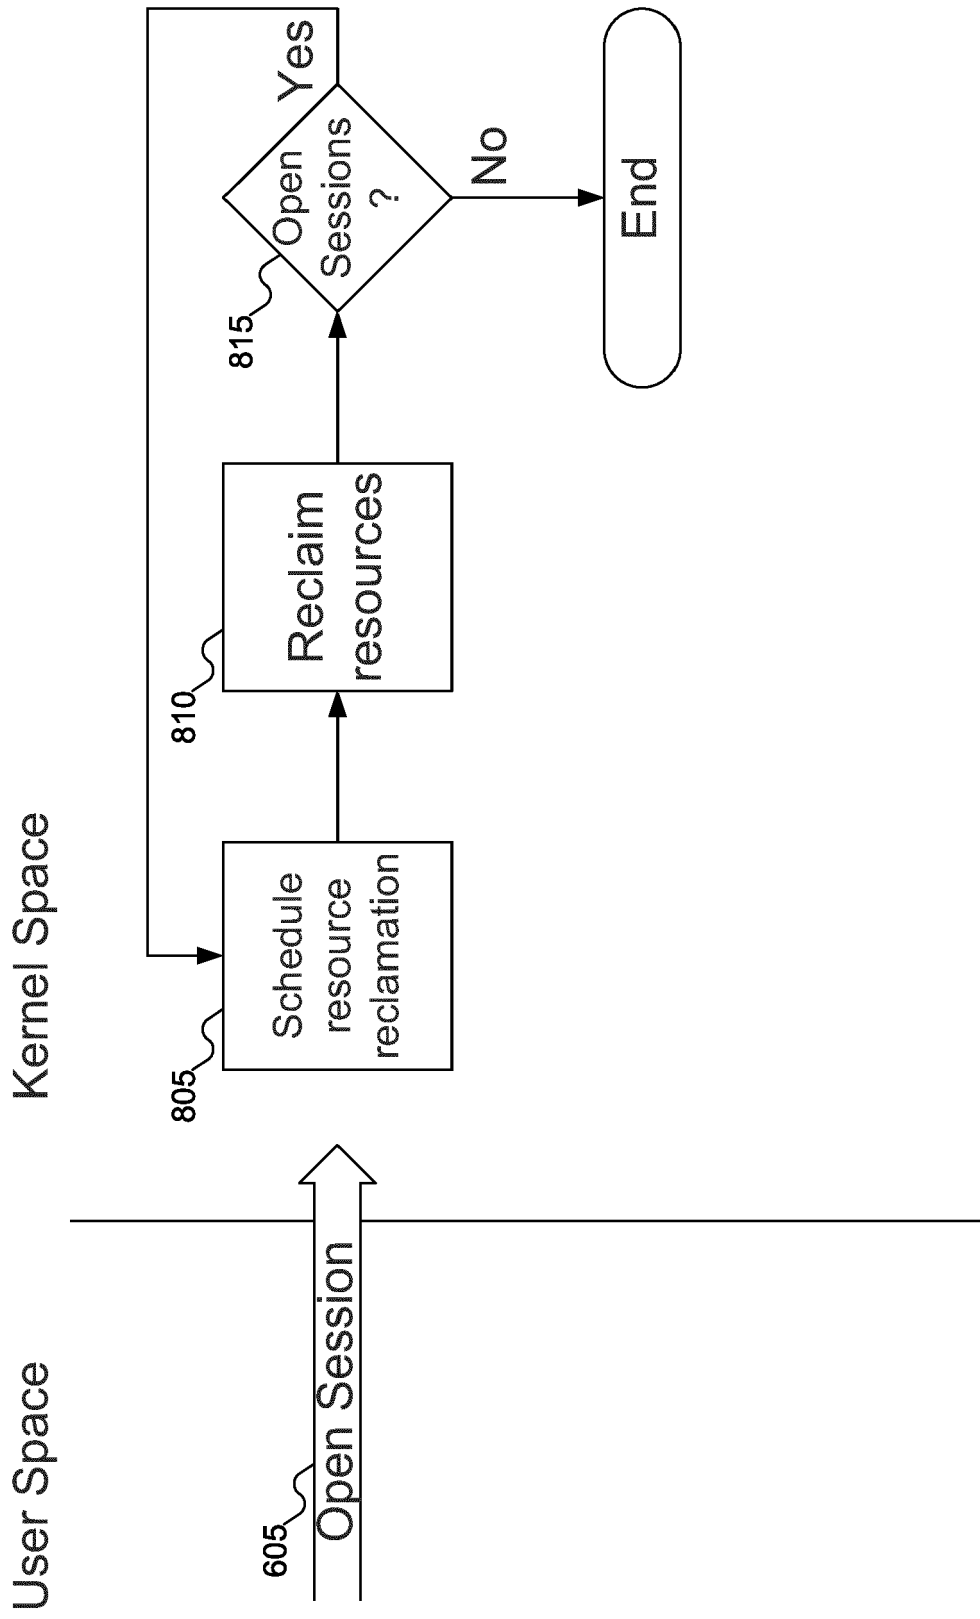 User Space
Kernel Space
605
Open Session
805
Schedule
resource
reclamation
810
Reclaim
resources
815
Open
Sessions
?
Yes
No
End